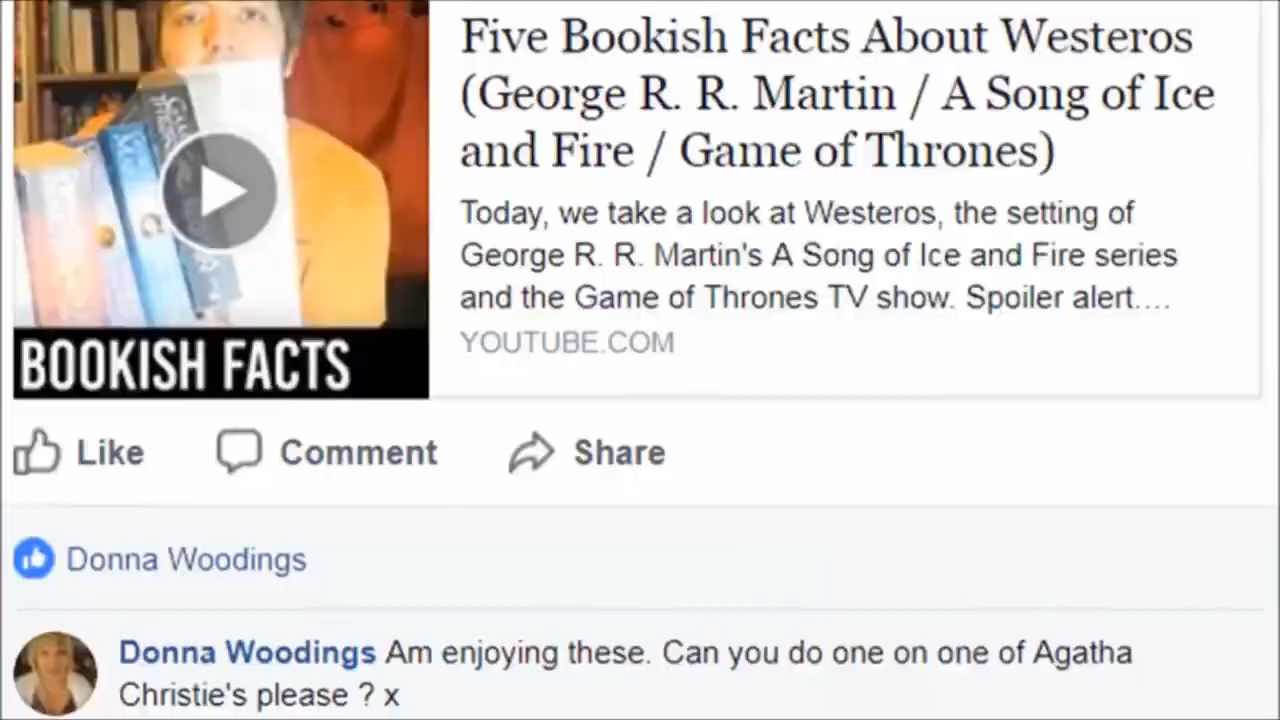 Five Bookish Facts About Westeros
(George R. R. Martin / A Song of Ice
and Fire / Game of Thrones)
Today, we take a look at Westeros, the setting of
George R. R. Martin's A Song of Ice and Fire series
and the Game of Thrones TV show. Spoiler alert....
YOUTUBE.COM
BOOKISH FACTS
Like Comment Share
Donna Woodings
Donna Woodings Am enjoying these. Can you do one on one of Agatha
Christie's please ? x